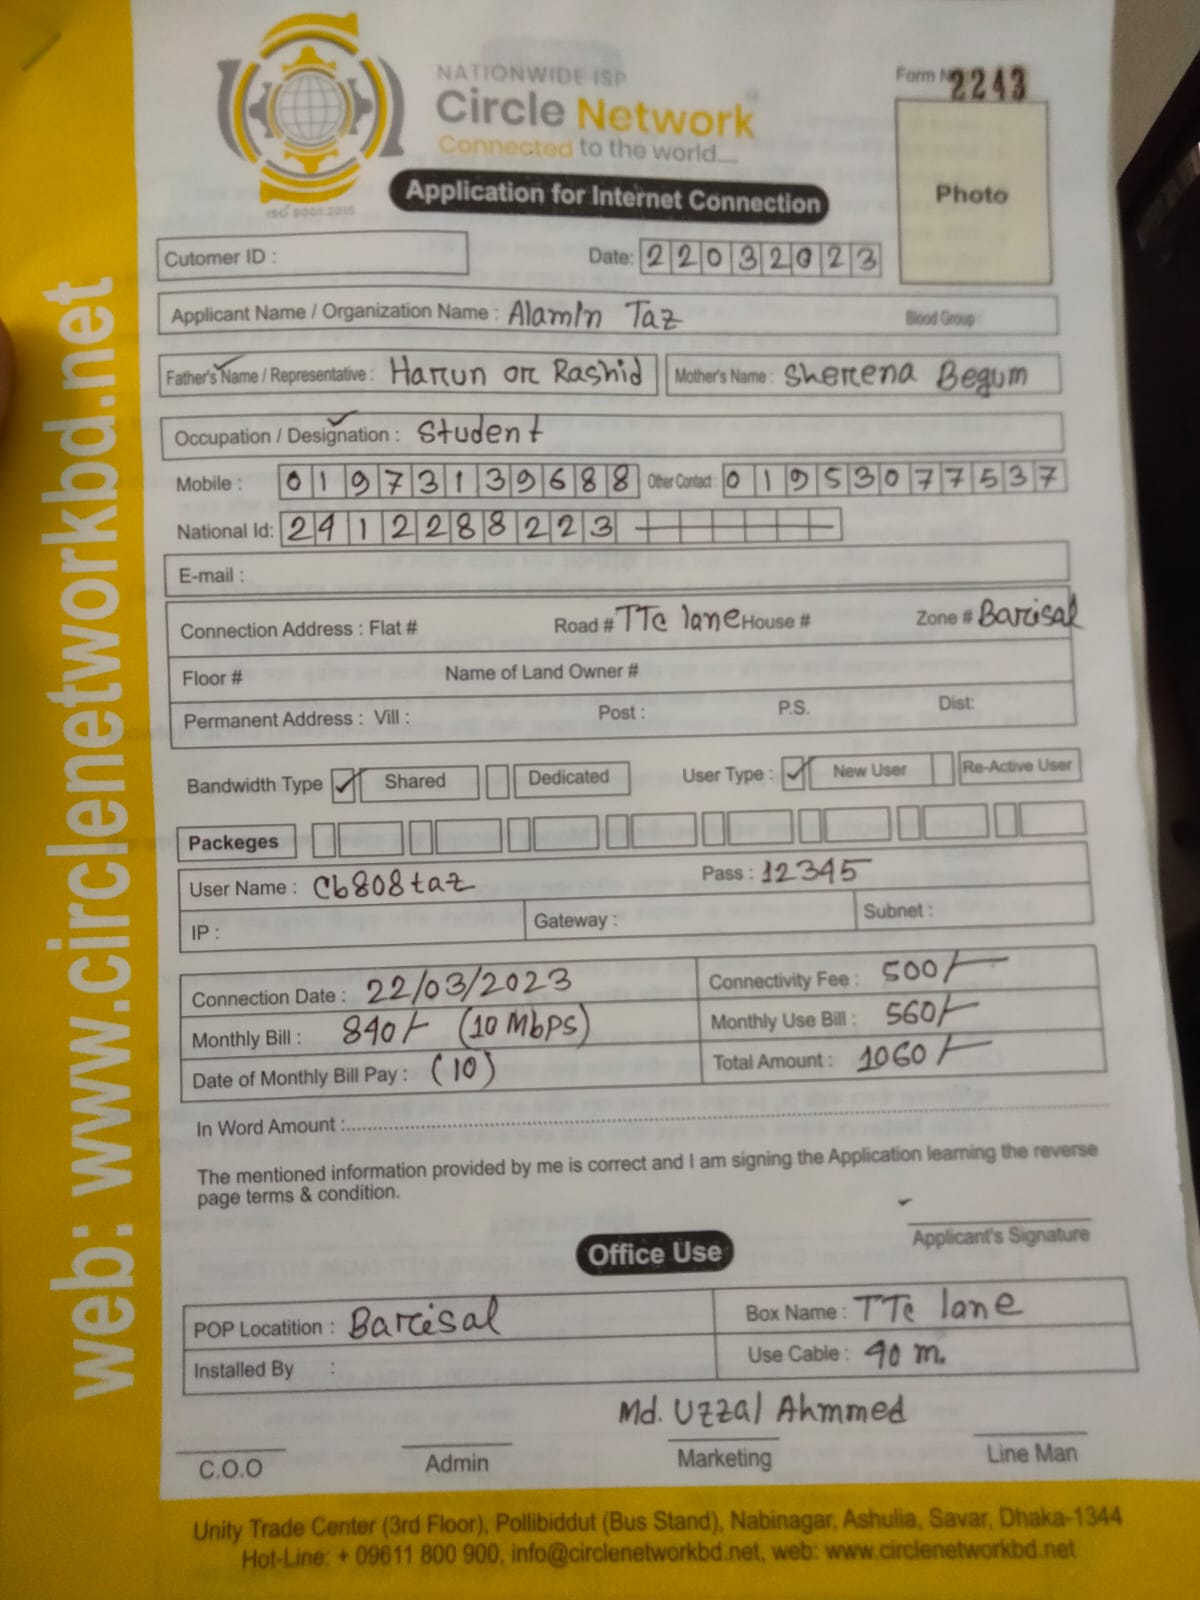 NATIONWIDE ISP
Circle Network
Connected to the world....
ISO 9001:2015
Form N 2243
Photo
Application for Internet Connection
Cutomer ID :
Date: 22032023
Applicant Name / Organization Name : Alamin Taz Blood Group :
Father's Name / Representative : Harun or Rashid Mother's Name : Sherena Begum
Occupation / Designation : Student
Mobile : 01973139688 Other Contact : 01953077537
National Id: 2412288223
E-mail :
Connection Address : Flat # Road # TTc lane House # Zone # Barisal
Floor # Name of Land Owner #
Permanent Address : Vill : Post : P.S. Dist:
Bandwidth Type Shared Dedicated User Type : New User Re-Active User
Packeges
User Name : Cb808taz Pass : 12345
IP : Gateway : Subnet :
Connection Date : 22/03/2023 Connectivity Fee : 500/-
Monthly Bill : 840/- (10 Mbps) Monthly Use Bill : 560/-
Date of Monthly Bill Pay : (10) Total Amount : 1060/-
In Word Amount :
The mentioned information provided by me is correct and I am signing the Application learning the reverse
page terms & condition.
Applicant's Signature
Office Use
POP Locatition : Barisal Box Name : TTc lane
Installed By : Use Cable : 40 m.
Md. Uzzal Ahmmed
C.O.O Admin Marketing Line Man
Unity Trade Center (3rd Floor), Pollibiddut (Bus Stand), Nabinagar, Ashulia, Savar, Dhaka-1344
Hot-Line: + 09611 800 900, info@circlenetworkbd.net, web: www.circlenetworkbd.net
web: www.circlenetworkbd.net